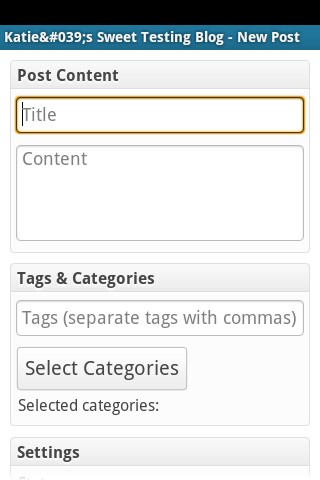 Katie&#039;s Sweet Testing Blog - New Post
Post Content
Title
Content
Tags & Categories
Tags (separate tags with commas)
Select Categories
Selected categories:
Settings